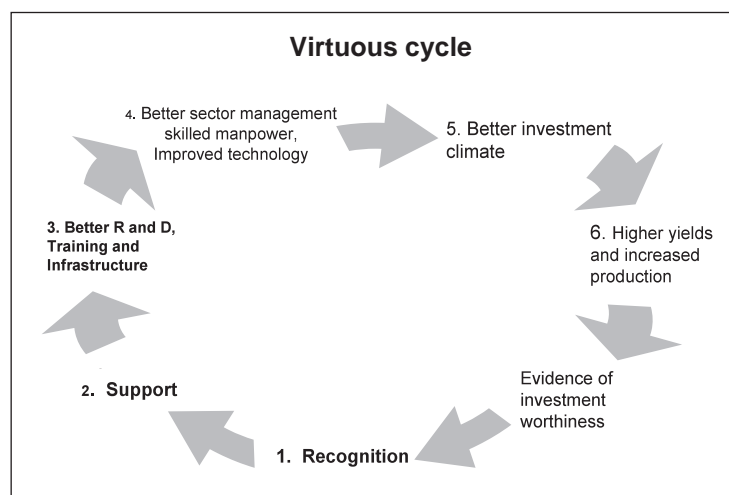 Virtuous cycle
4. Better sector management
skilled manpower,
Improved technology
5. Better investment
climate
3. Better R and D,
Training and
Infrastructure
6. Higher yields
and increased
production
2. Support
Evidence of
investment
worthiness
1. Recognition